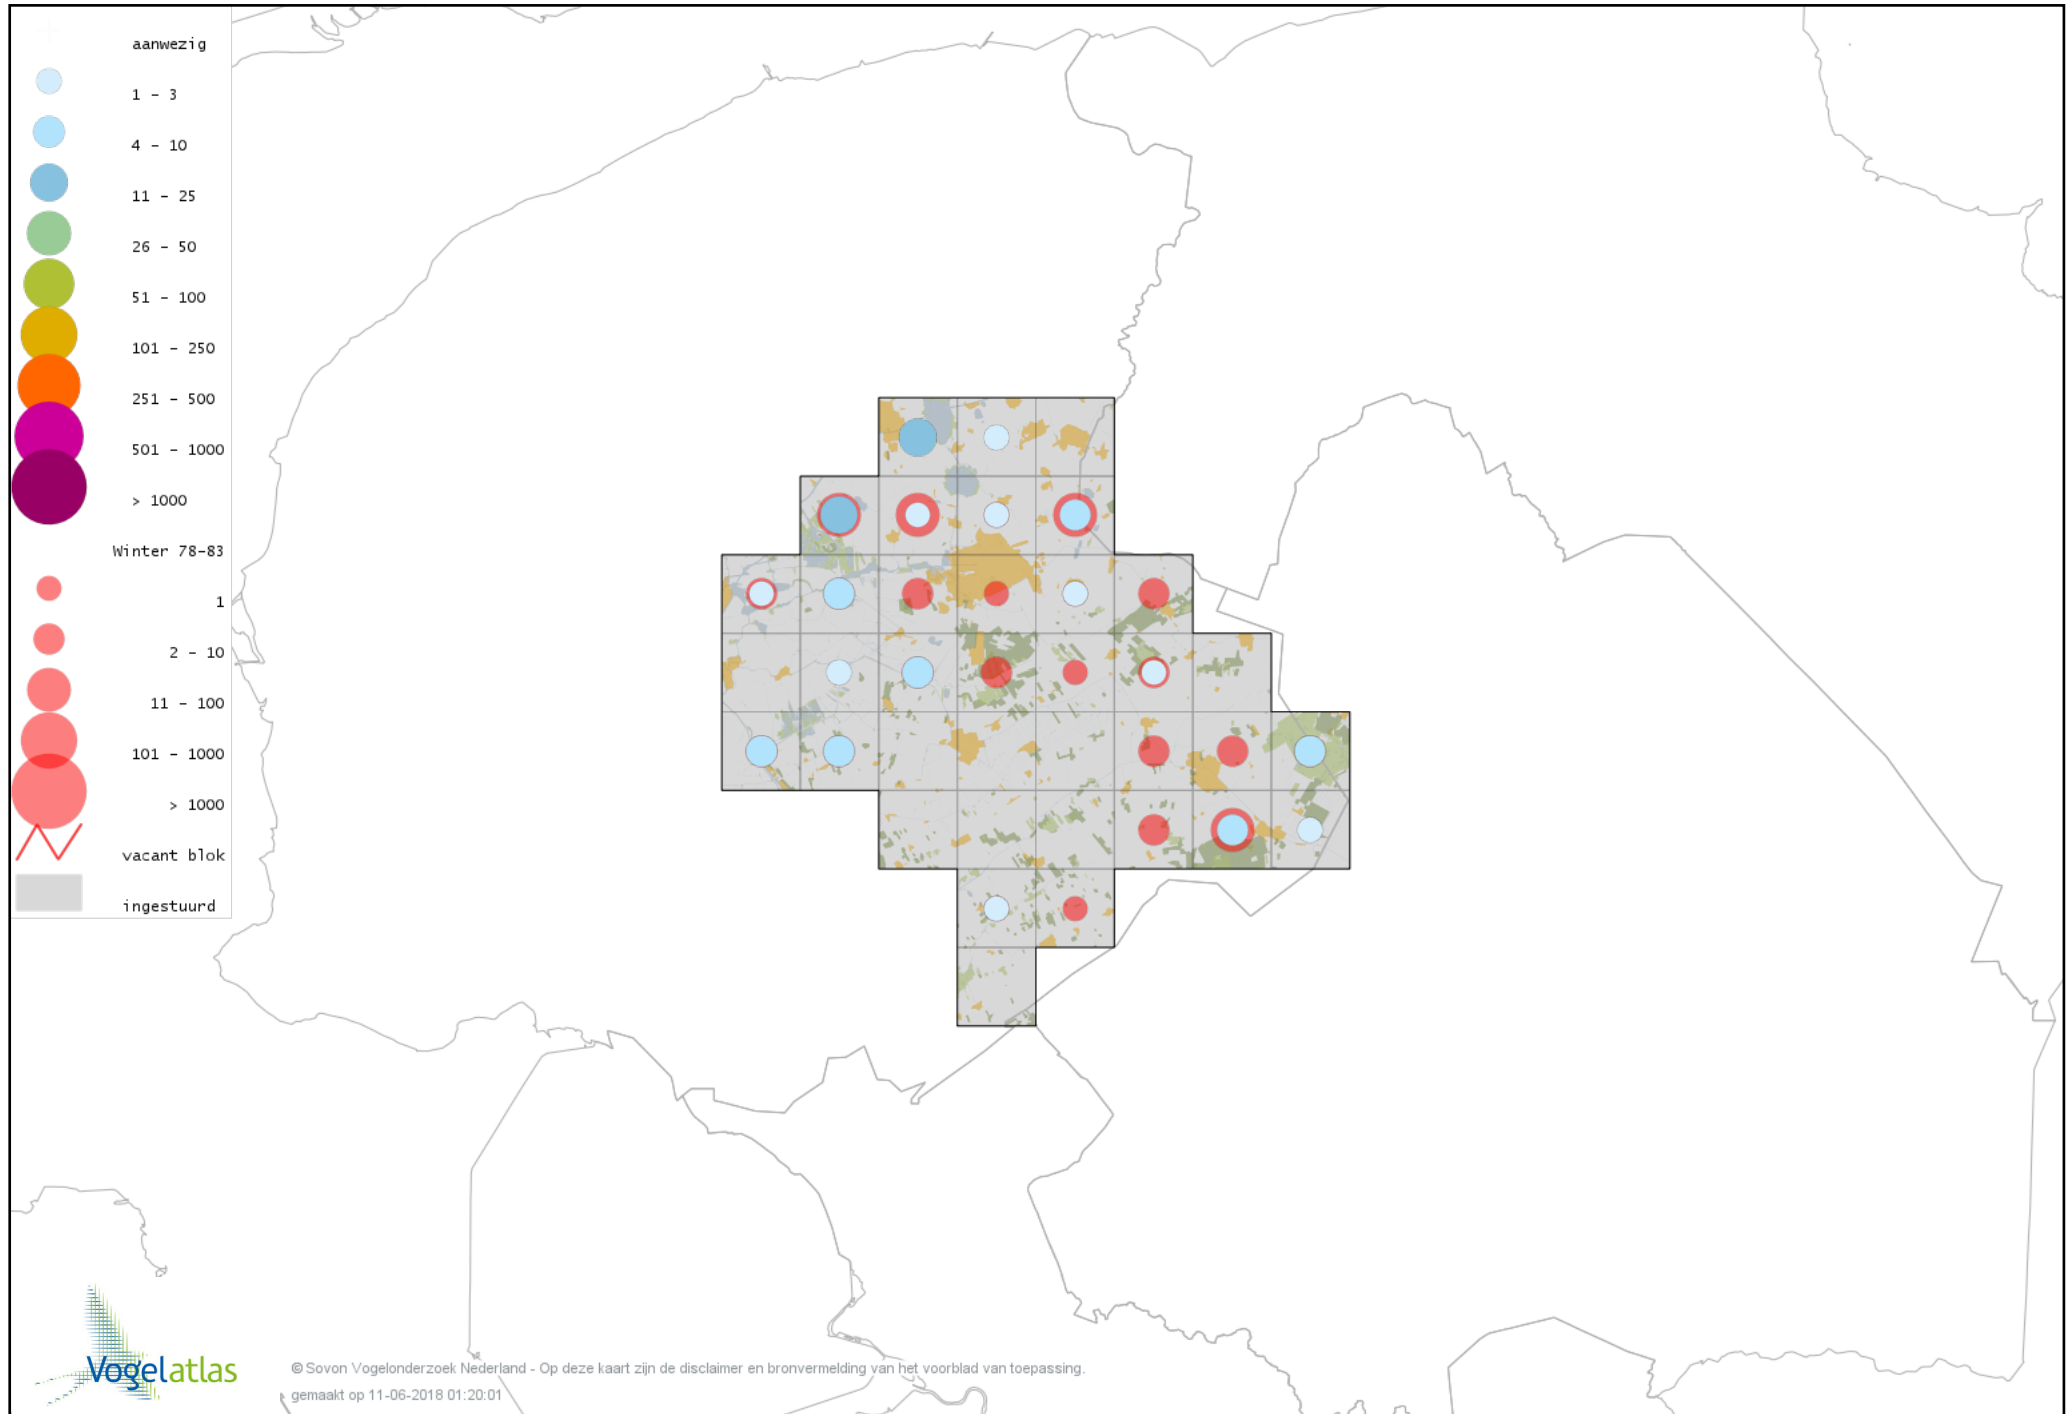 aanwezig
1 - 3
4 - 10
11 - 25
26 - 50
51 - 100
101 - 250
251 - 500
501 - 1000
> 1000
Winter 78-83
1
2 - 10
11 - 100
101 - 1000
> 1000
vacant blok
ingestuurd
Vogelatlas
© Sovon Vogelonderzoek Nederland - Op deze kaart zijn de disclaimer en bronvermelding van het voorblad van toepassing.
gemaakt op 11-06-2018 01:20:01